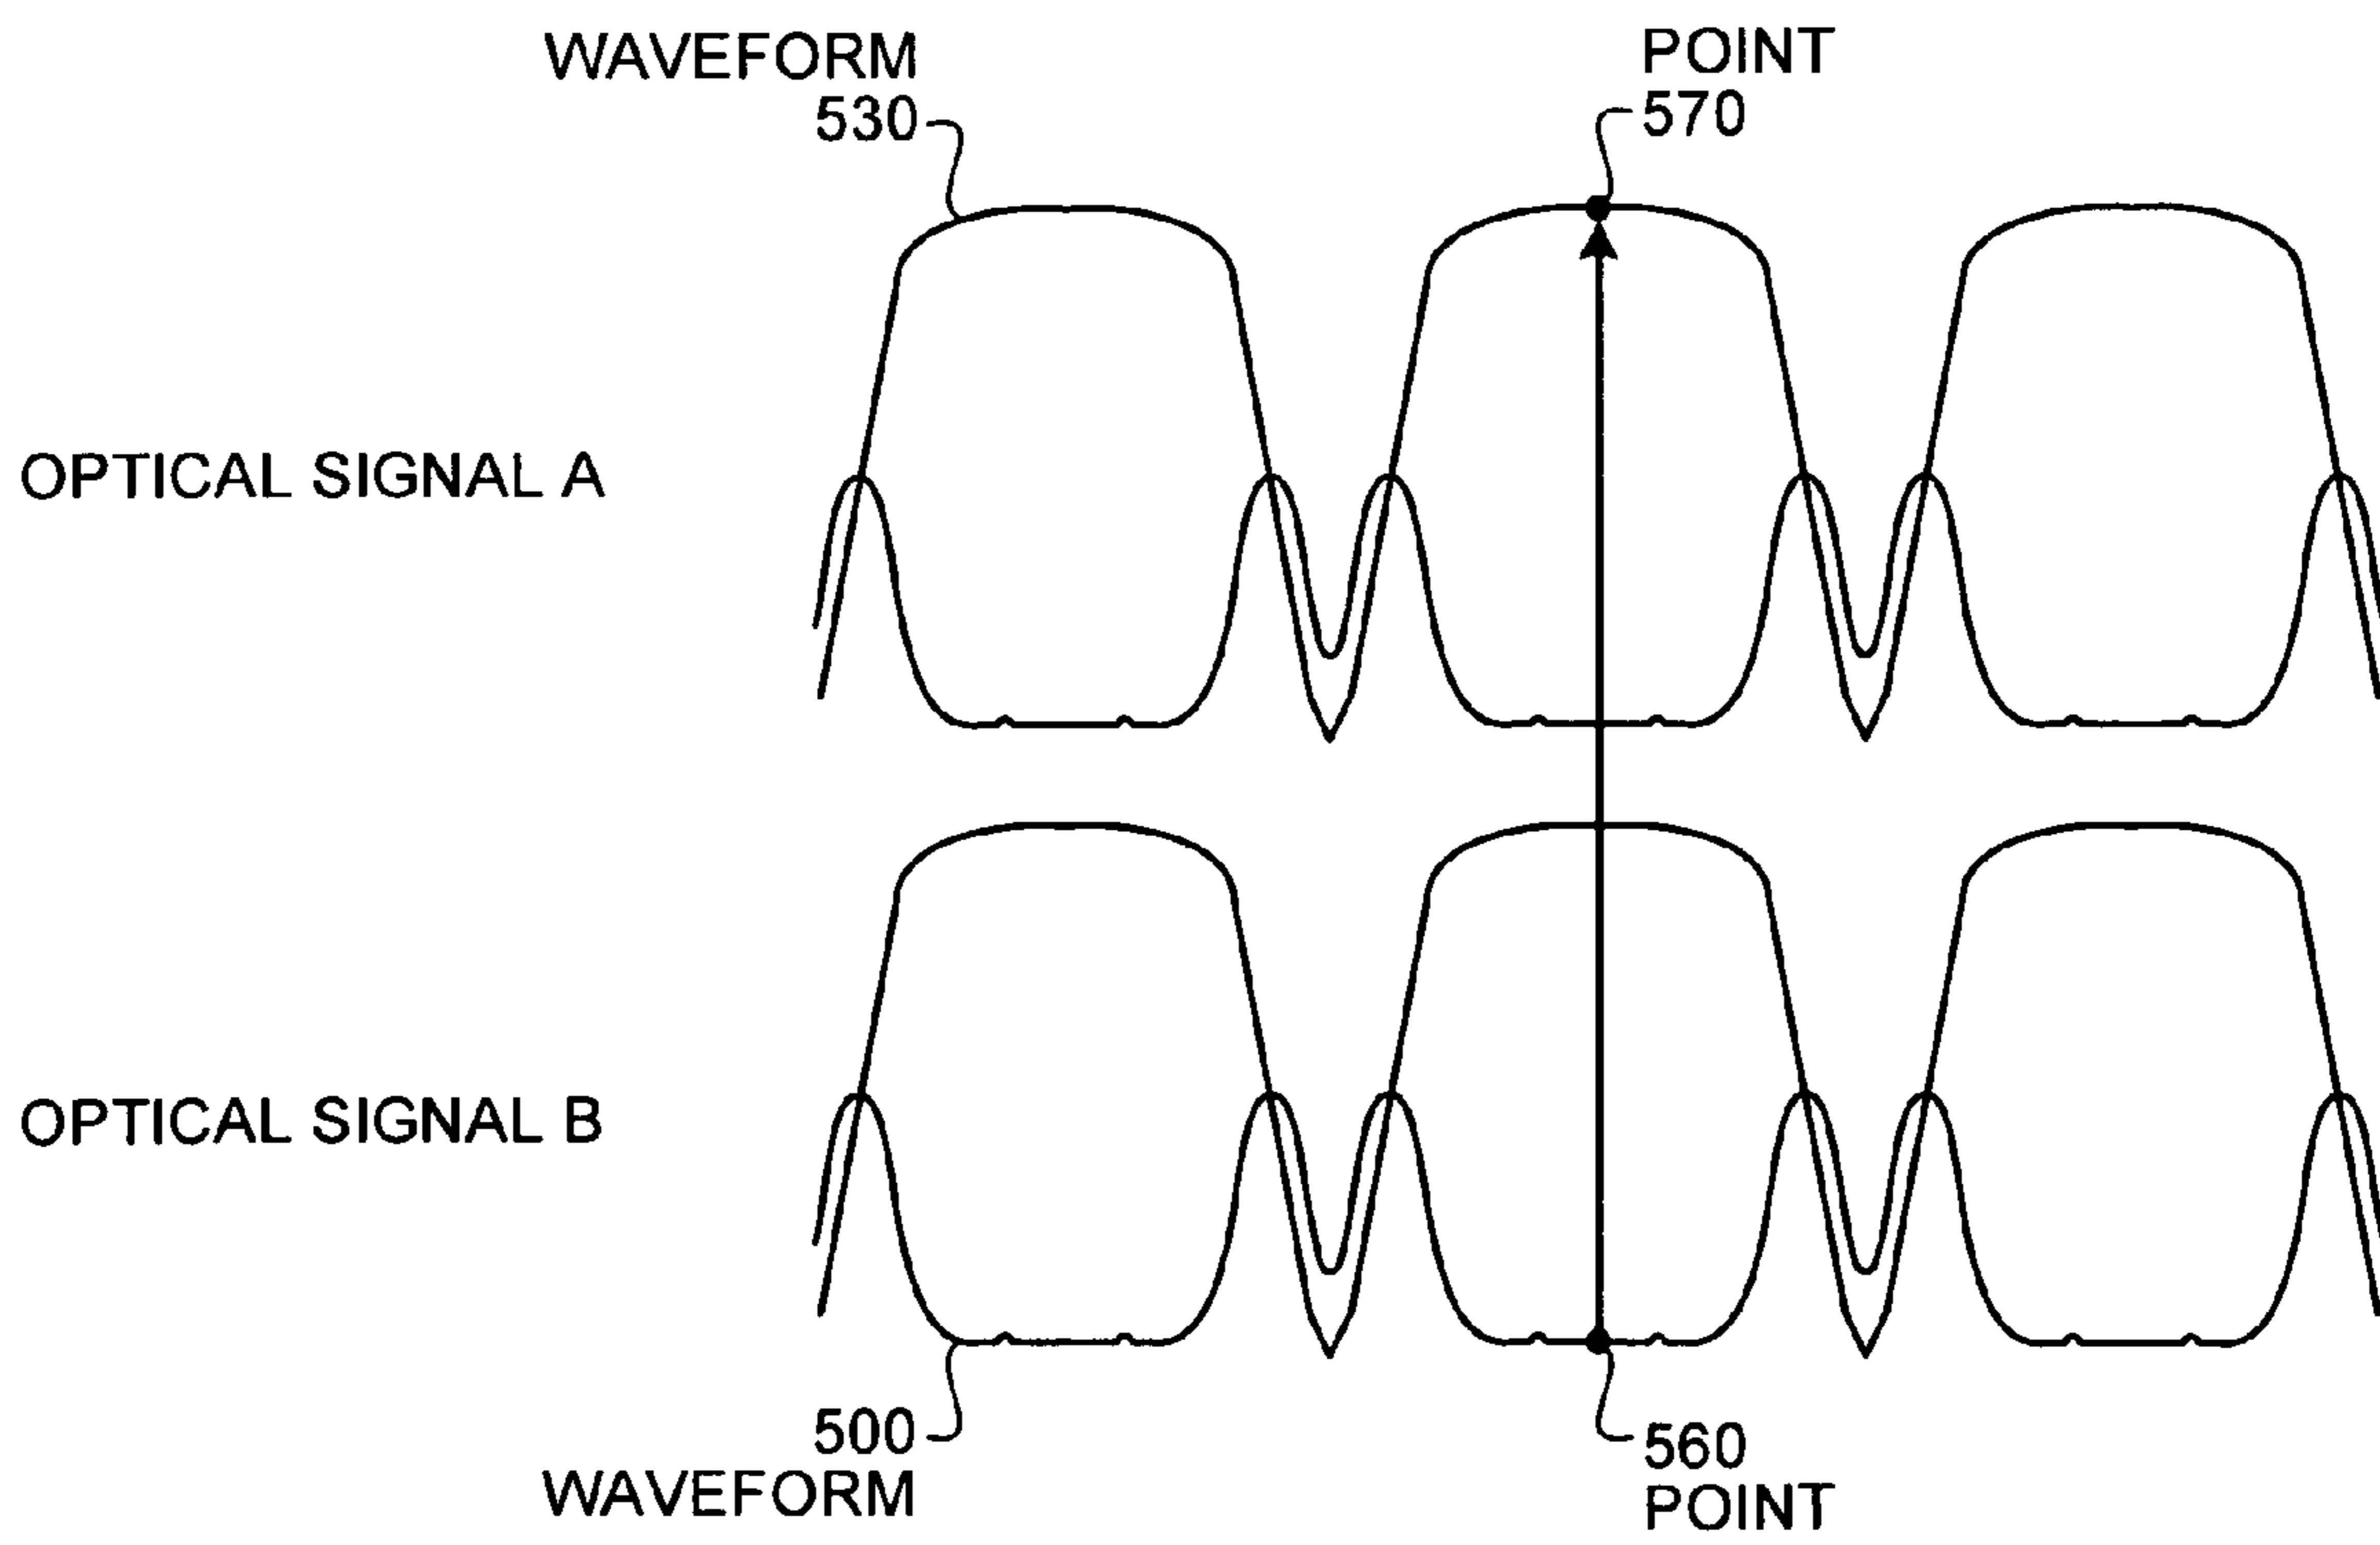 WAVEFORM
530
POINT
570
OPTICAL SIGNAL A
OPTICAL SIGNAL B
500
WAVEFORM
560
POINT